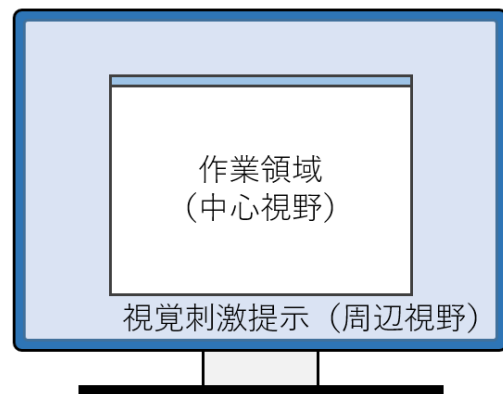 作業領域
（中心視野）
視覚刺激提示（周辺視野）